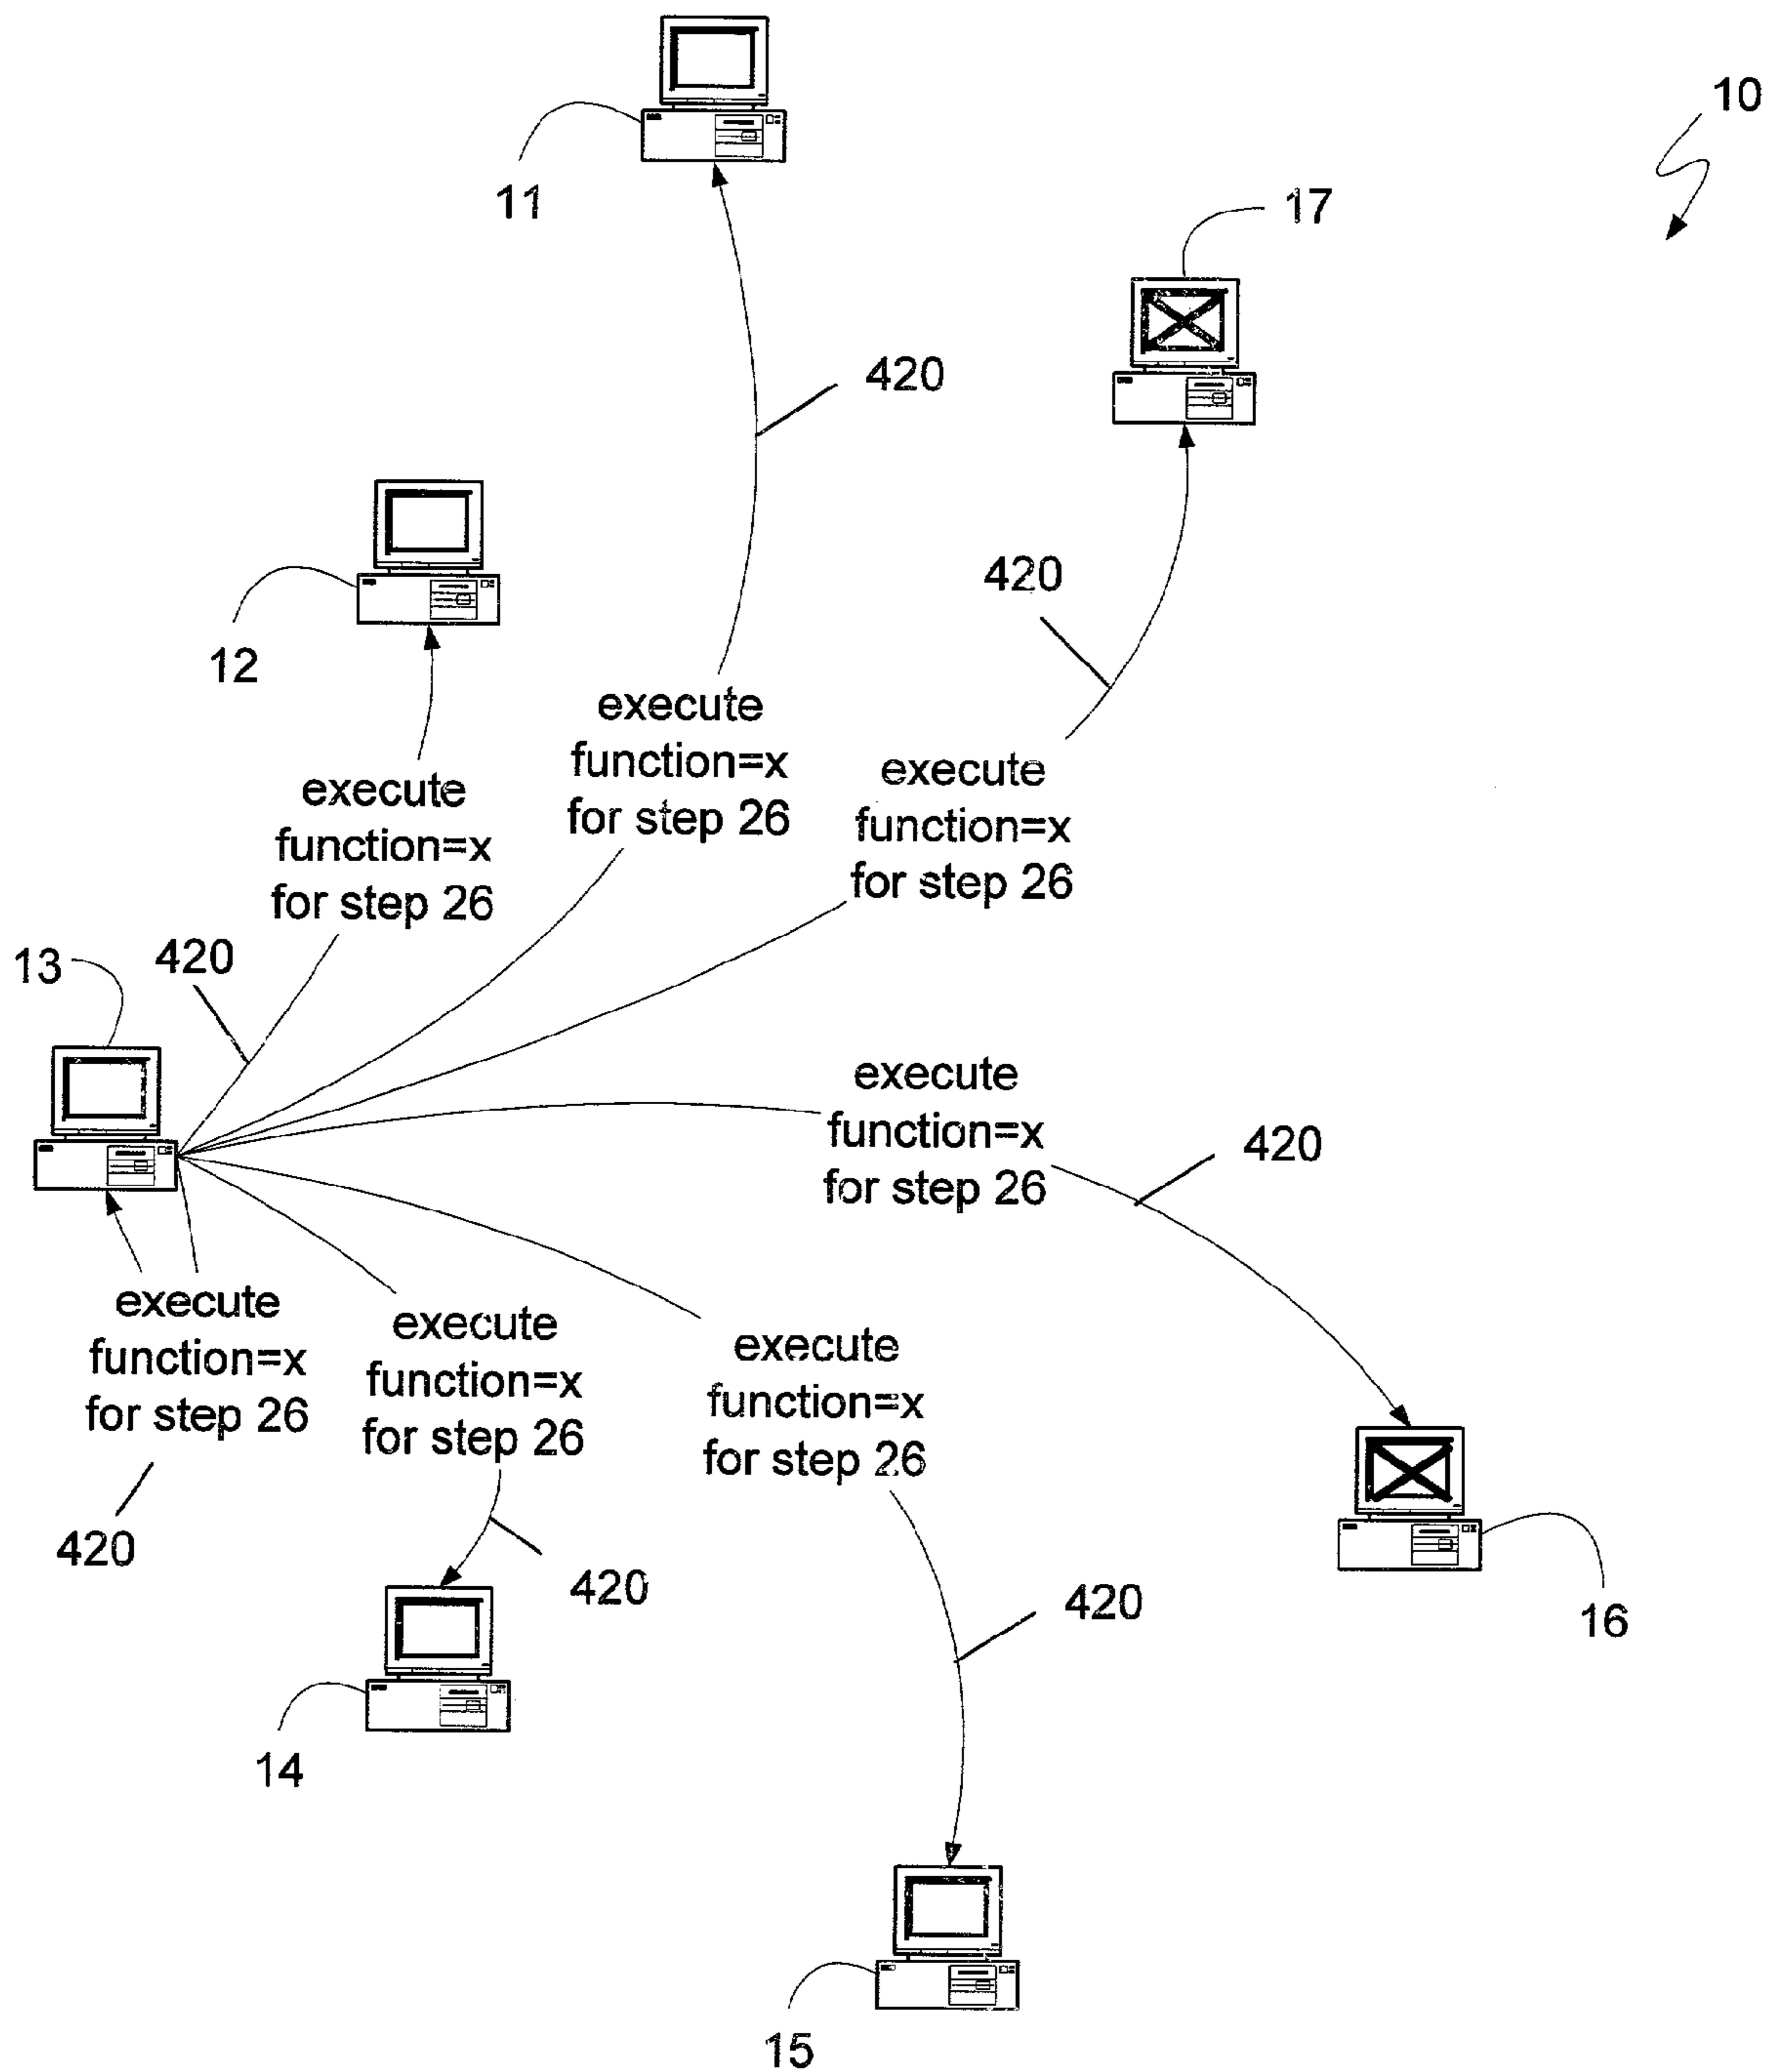 10
11
17
420
420
12
execute
function=x
for step 26
execute
function=x
for step 26
execute
function=x
for step 26
13
420
execute
function=x
for step 26
420
execute
function=x
for step 26
420
execute
function=x
for step 26
420
execute
function=x
for step 26
420
16
14
15